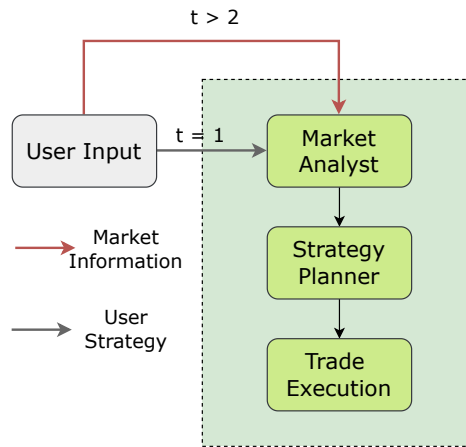 t > 2
User Input
t = 1
Market
Analyst
Market
Information
Strategy
Planner
User
Strategy
Trade
Execution